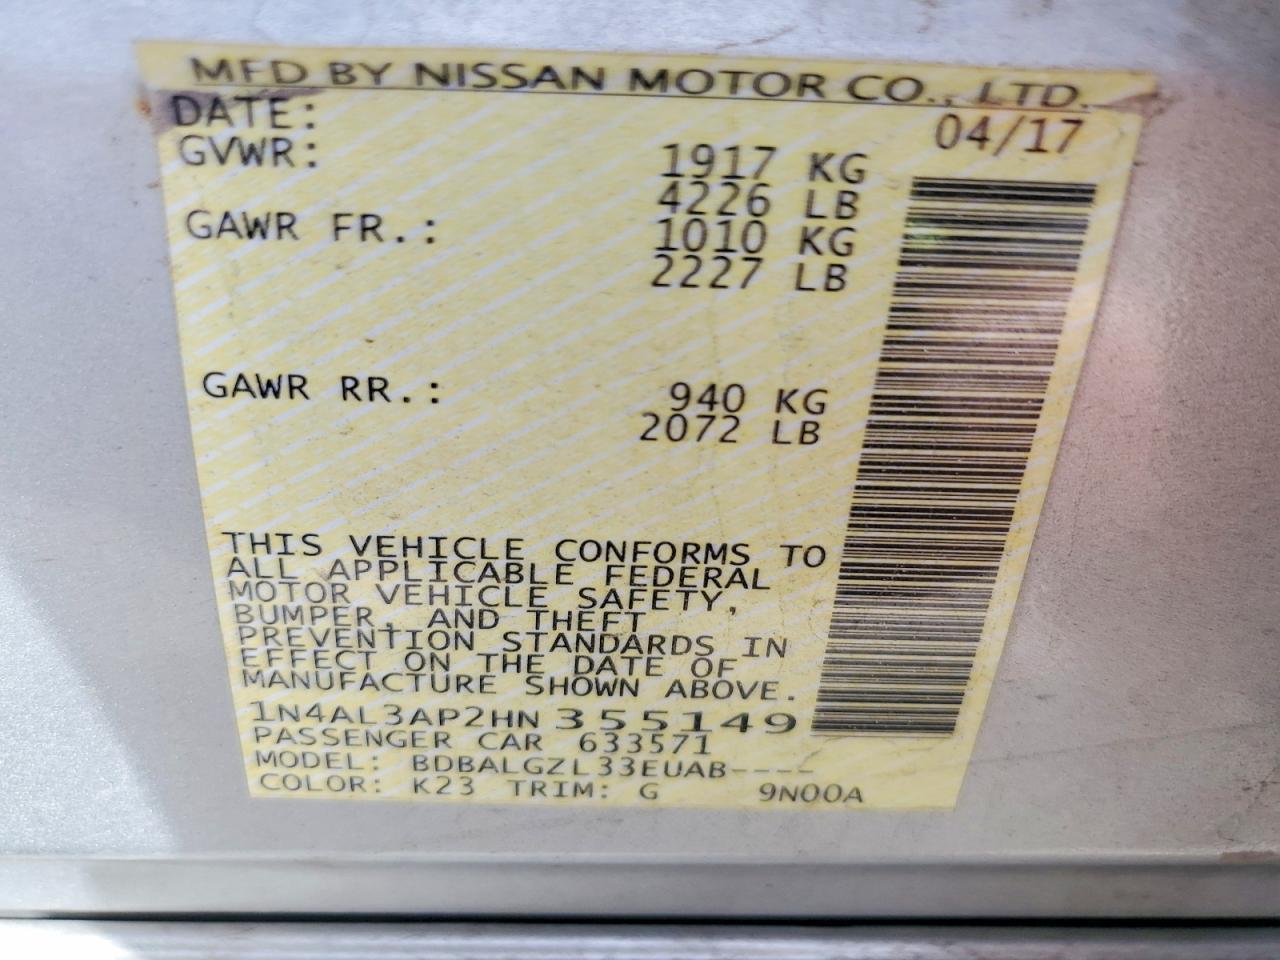 MFD BY NISSAN MOTOR CO., LTD.
DATE: 04/17
GVWR: 1917 KG
4226 LB
GAWR FR.: 1010 KG
2227 LB
GAWR RR.: 940 KG
2072 LB
THIS VEHICLE CONFORMS TO
ALL APPLICABLE FEDERAL
MOTOR VEHICLE SAFETY,
BUMPER, AND THEFT
PREVENTION STANDARDS IN
EFFECT ON THE DATE OF
MANUFACTURE SHOWN ABOVE.
1N4AL3AP2HN355149
PASSENGER CAR 633571
MODEL: BDBALGZL33EUAB----
COLOR: K23 TRIM: G 9N00A